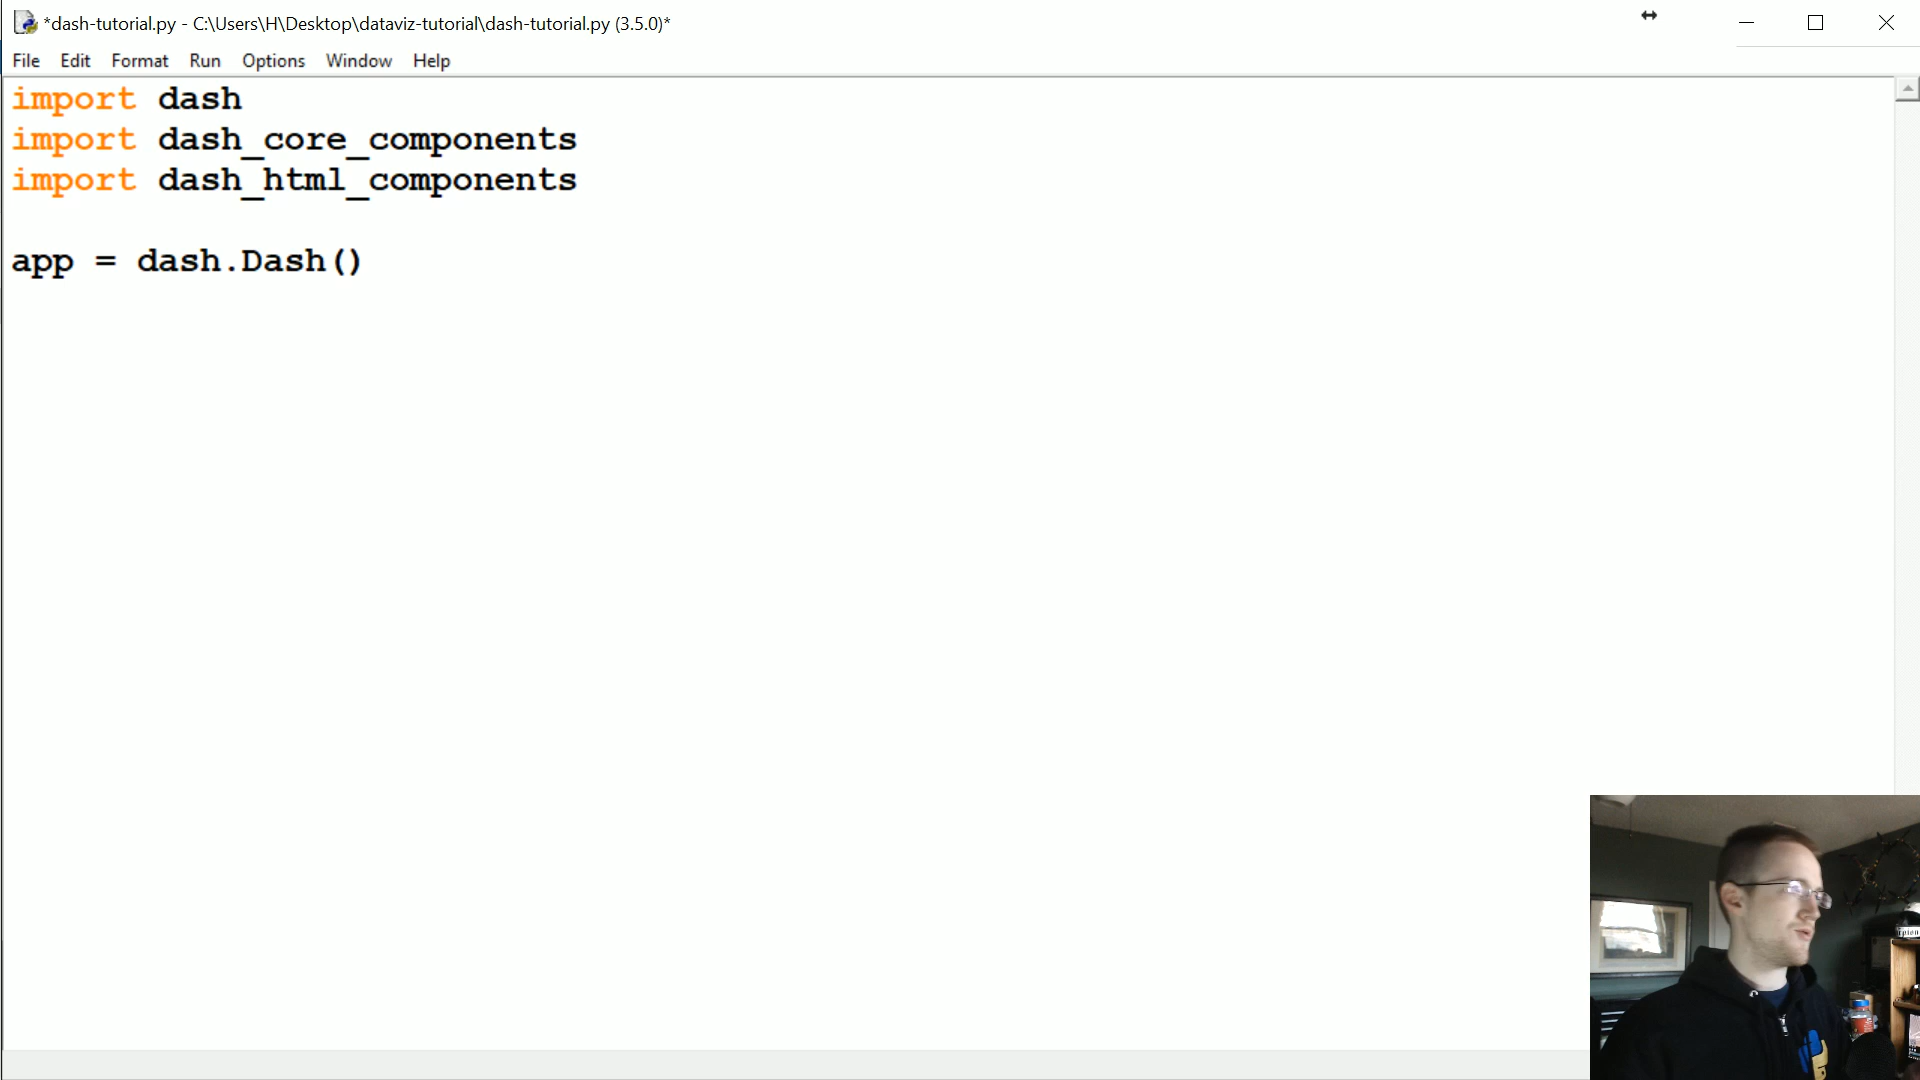 *dash-tutorial.py - C:\Users\H\Desktop\dataviz-tutorial\dash-tutorial.py (3.5.0)*
File Edit Format Run Options Window Help
import dash
import dash_core_components
import dash_html_components
app = dash.Dash()